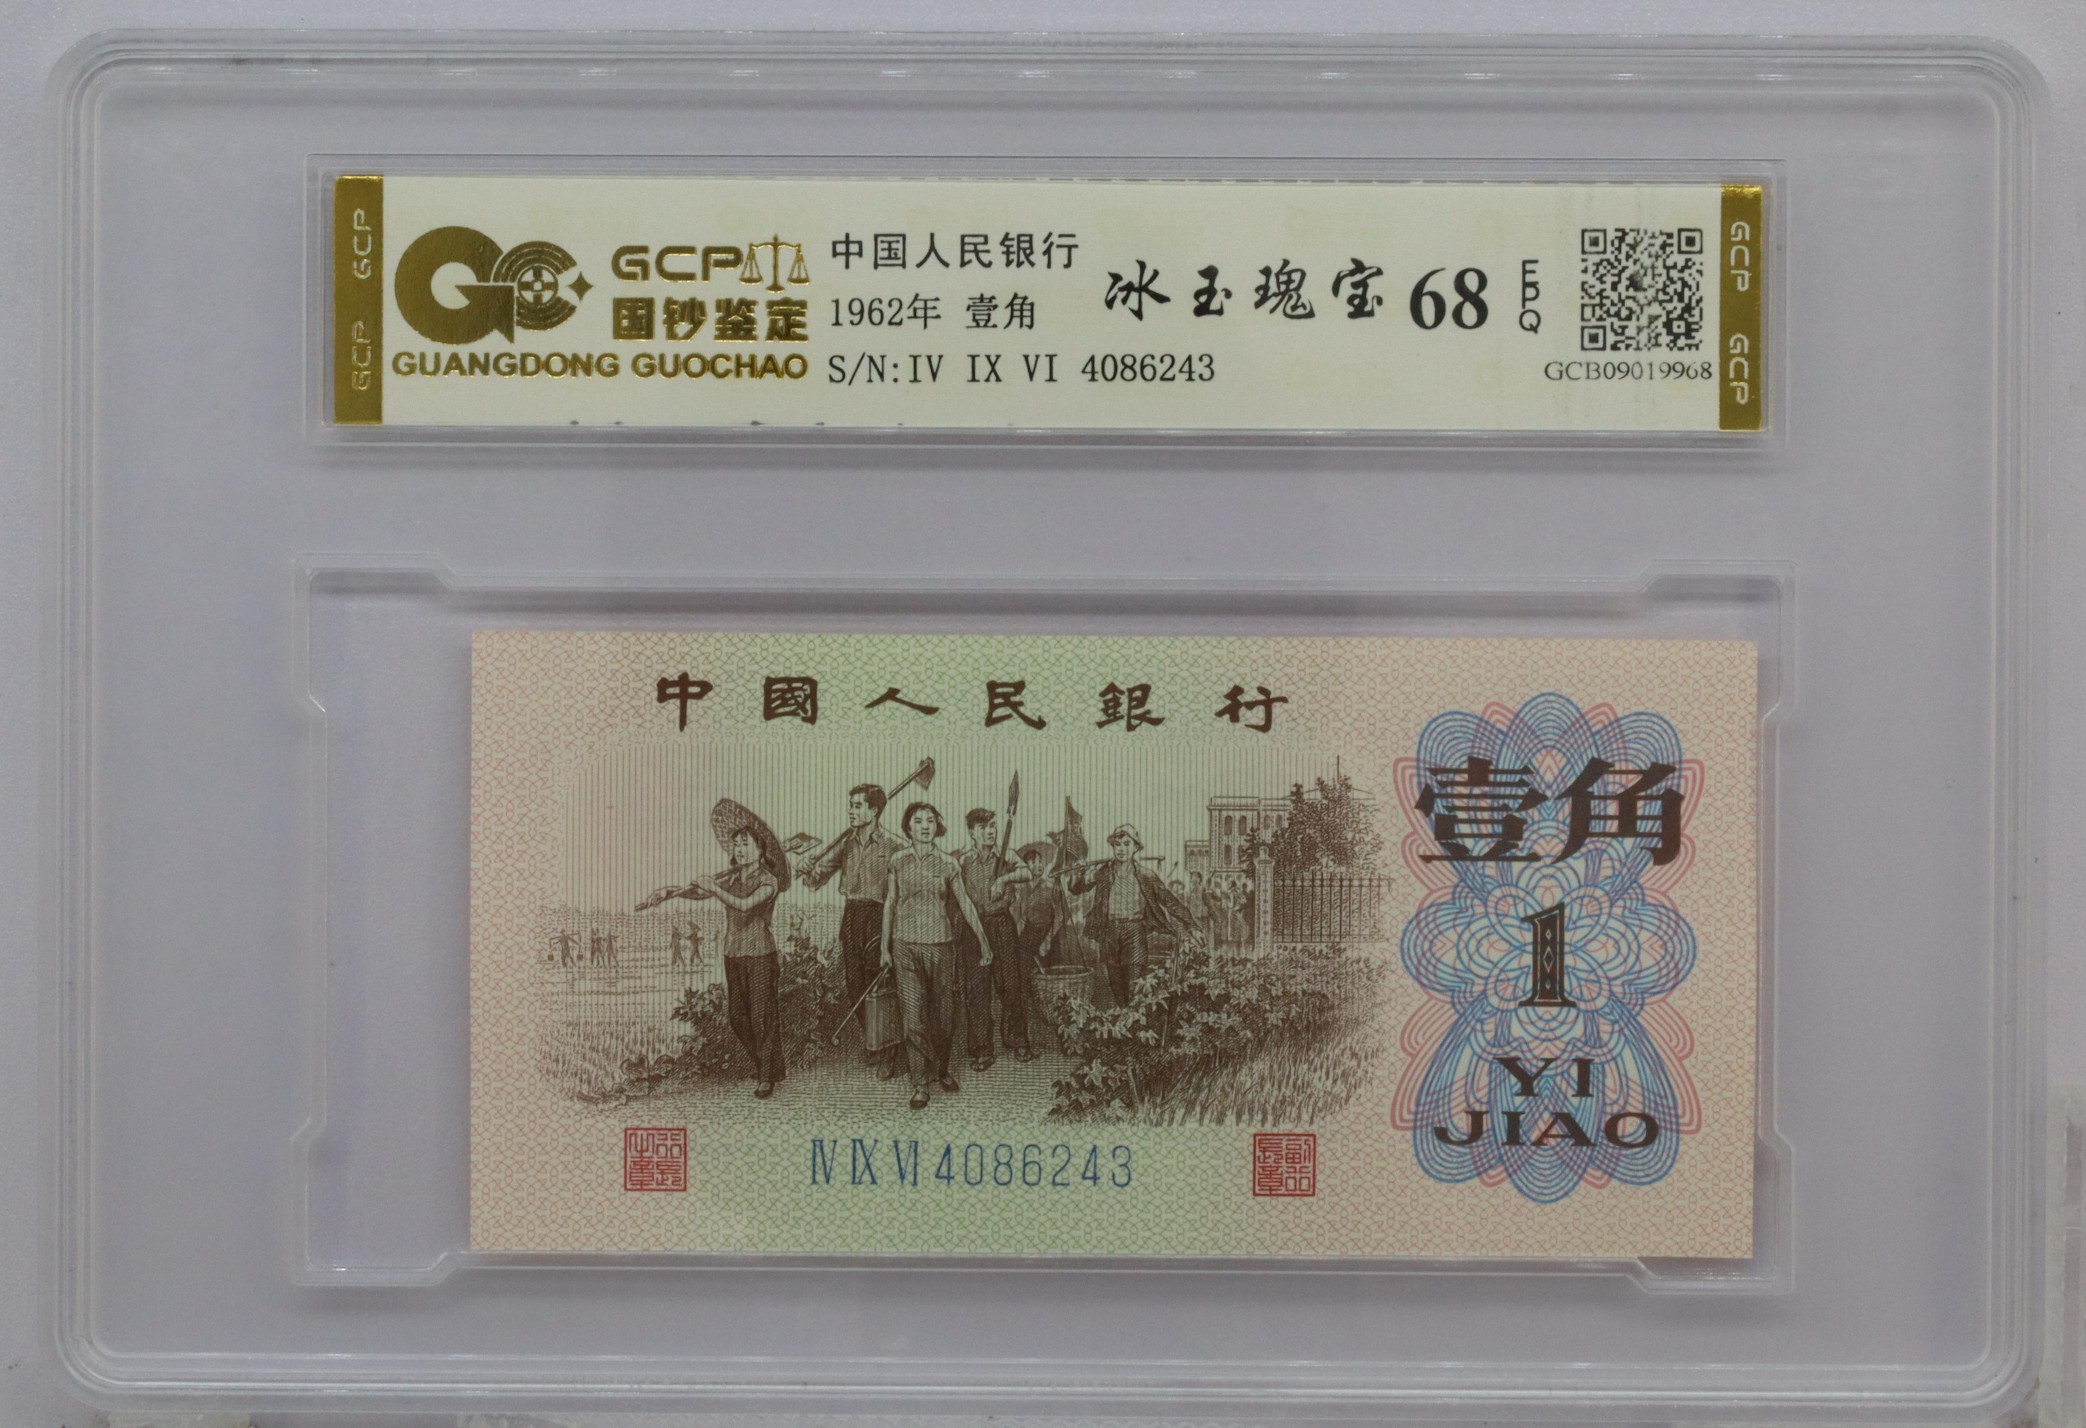 GCP GCP
GCP
国钞鉴定
GUANGDONG GUOCHAO
中国人民银行
1962年 壹角
S/N:IV IX VI 4086243
冰玉瑰宝 68 EPQ
GCB09019968
GCP GCP
中國人民銀行
壹角
1
YI
JIAO
IV IX VI 4086243